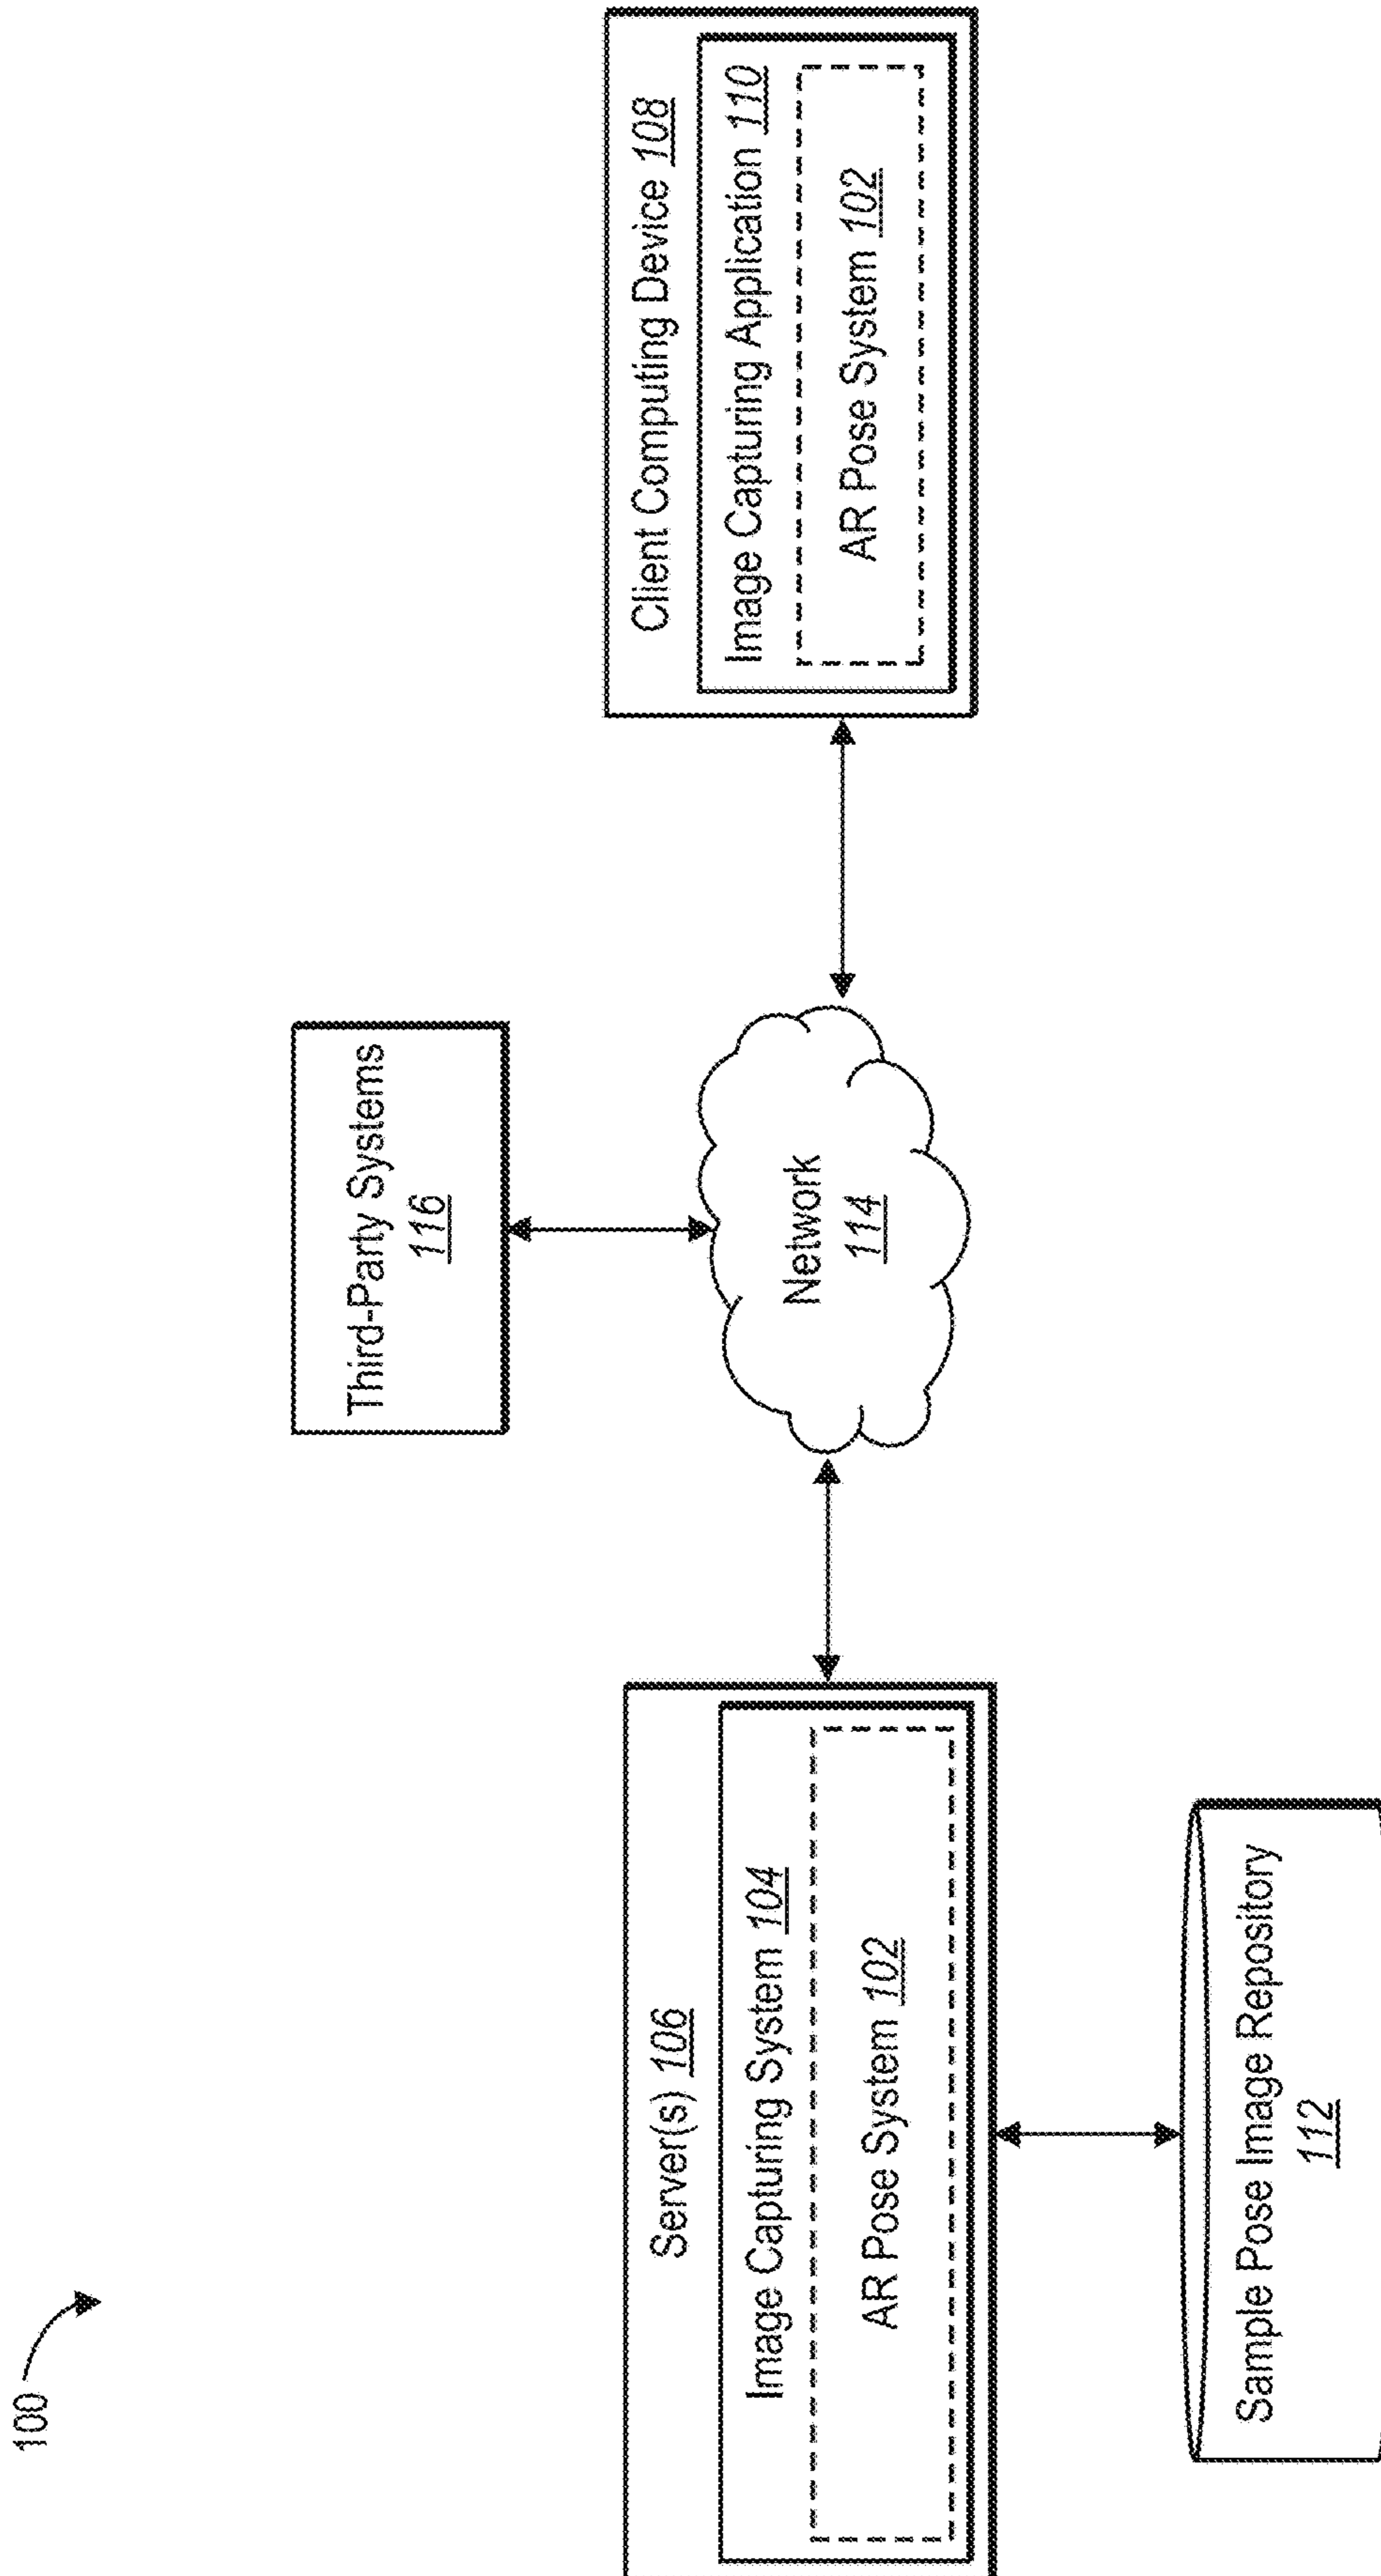 100
Third-Party Systems
116
Server(s) 106
Image Capturing System 104
AR Pose System 102
Network
114
Client Computing Device 108
Image Capturing Application 110
AR Pose System 102
Sample Pose Image Repository
112